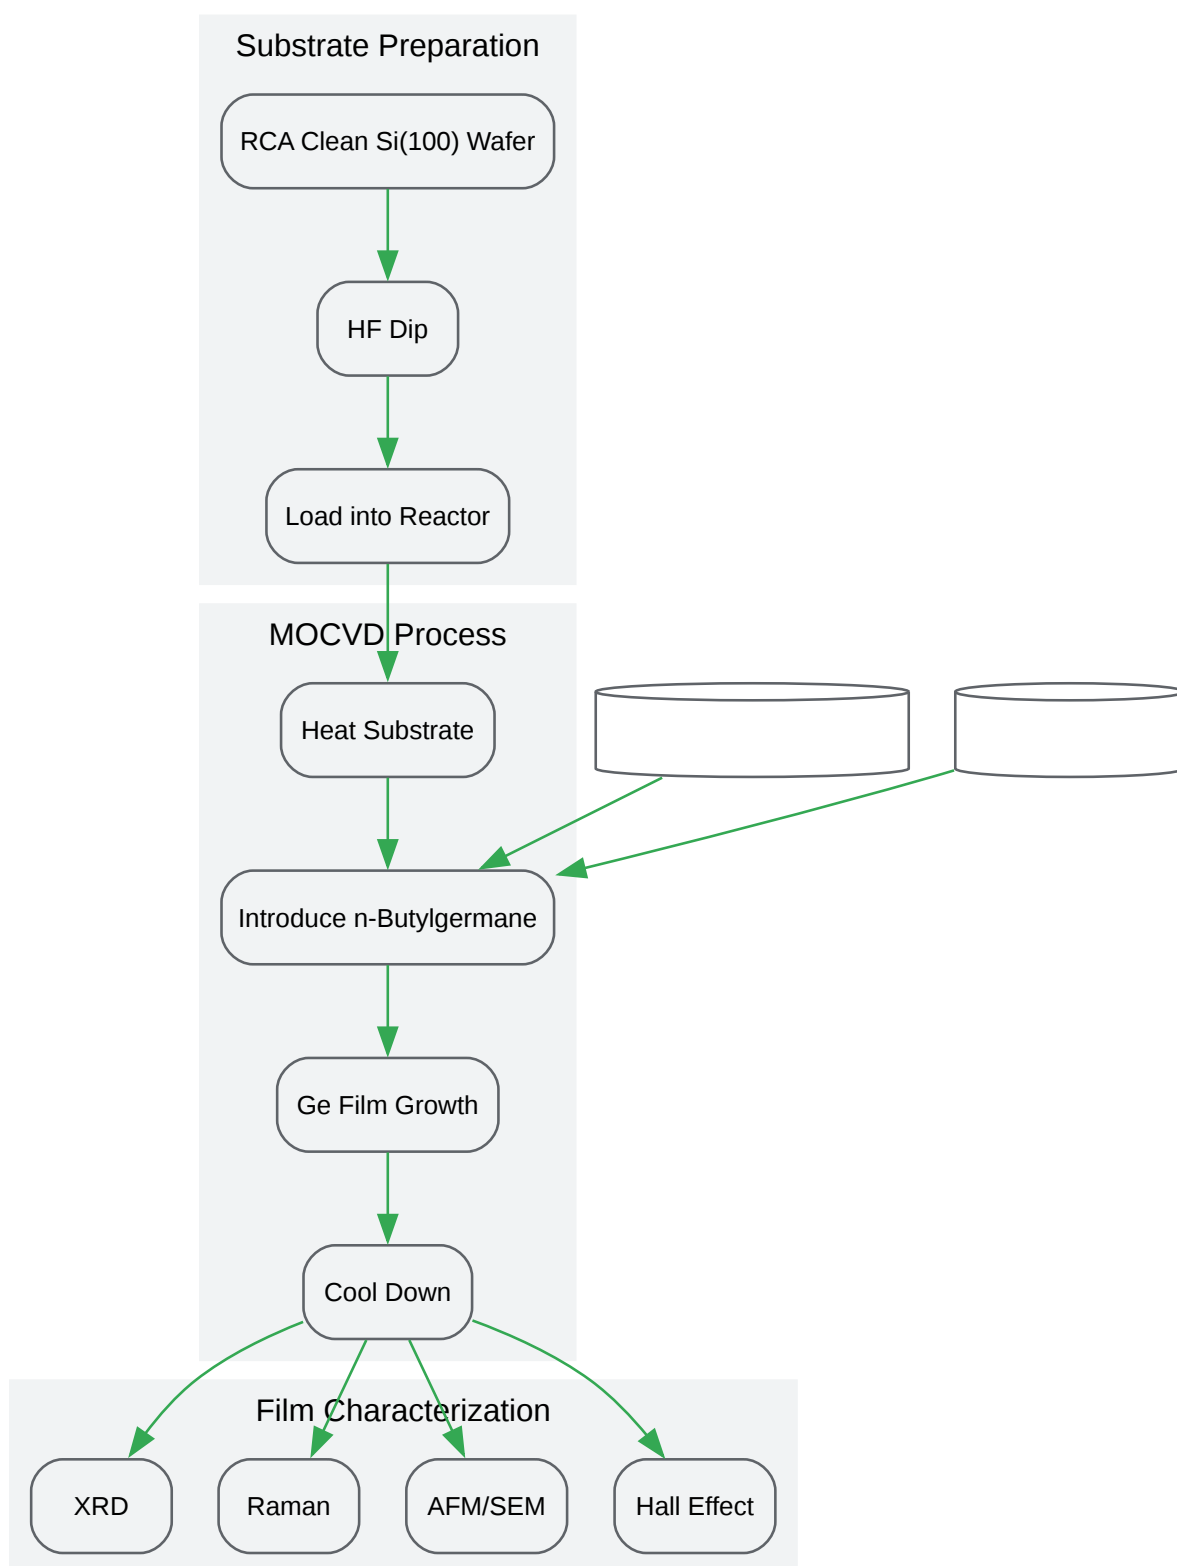 Substrate Preparation
RCA Clean Si(100) Wafer
HF Dip
Load into Reactor
MOCVD Process
Heat Substrate
Introduce n-Butylgermane
Ge Film Growth
Cool Down
Film Characterization
XRD
Raman
AFM/SEM
Hall Effect